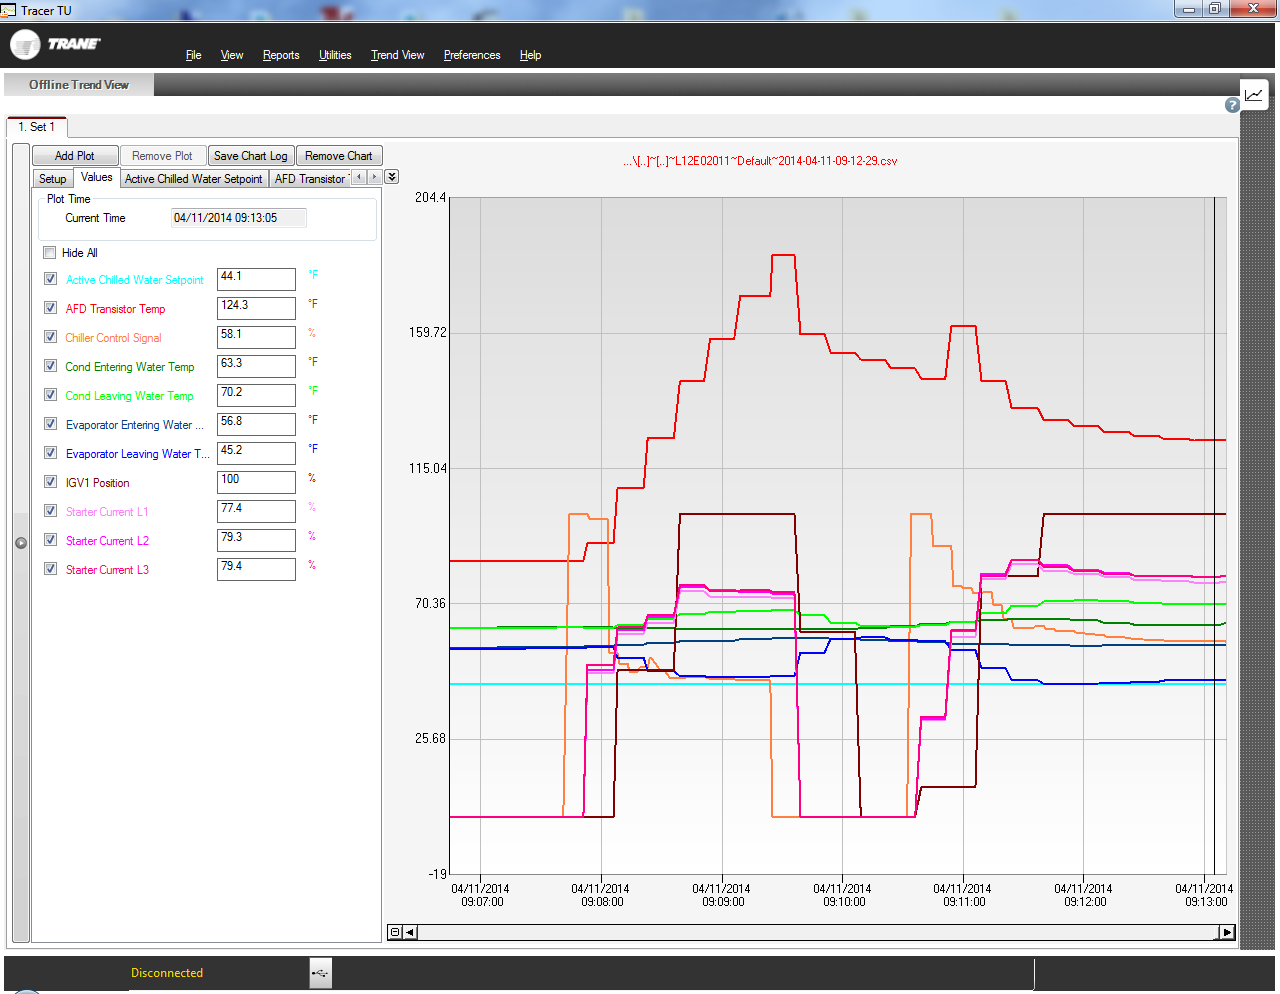 Tracer TU
TRANE
File View Reports Utilities Trend View Preferences Help
Offline Trend View
?
1. Set 1
Add Plot Remove Plot Save Chart Log Remove Chart
Setup Values Active Chilled Water Setpoint AFD Transistor T
Plot Time
Current Time 04/11/2014 09:13:05
Hide All
Active Chilled Water Setpoint 44.1 °F
AFD Transistor Temp 124.3 °F
Chiller Control Signal 58.1 %
Cond Entering Water Temp 63.3 °F
Cond Leaving Water Temp 70.2 °F
Evaporator Entering Water ... 56.8 °F
Evaporator Leaving Water T... 45.2 °F
IGV1 Position 100 %
Starter Current L1 77.4 %
Starter Current L2 79.3 %
Starter Current L3 79.4 %
...\[..]~[..]~L12E02011~Default~2014-04-11-09-12-29.csv
204.4
159.72
115.04
70.36
25.68
-19
04/11/2014 04/11/2014 04/11/2014 04/11/2014 04/11/2014 04/11/2014 04/11/2014
09:07:00 09:08:00 09:09:00 09:10:00 09:11:00 09:12:00 09:13:00
Disconnected